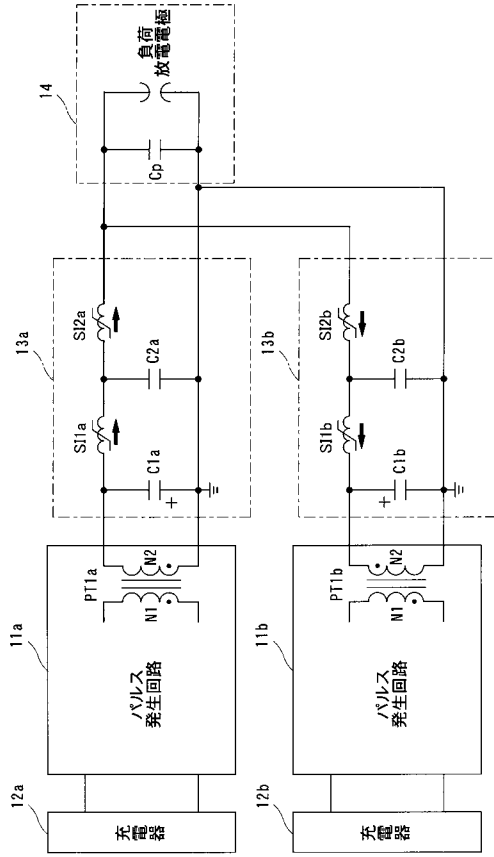 14
負荷
放電電極
Cp
13a
SI2a
SI1a
C2a
C1a
+
13b
SI2b
SI1b
C2b
C1b
+
11a
PT1a
N2
N1
パルス
発生回路
11b
PT1b
N2
N1
パルス
発生回路
12a
充電器
12b
充電器